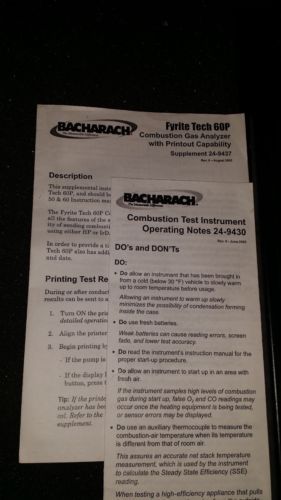 BACHARACH
Fyrite Tech 60P
Combustion Gas Analyzer
with Printout Capability
Supplement 24-9437
Description
This supplemental inst
Tech 60P, and should be
50 & 60 Instruction ma
The Fyrite Tech 60P C
all the features of the s
ity of sending combusti
using either ISP or IrD
In order to provide a ti
Tech 60P also has addi
and date.
Printing Test Re
During or after conduct
results can be sent to a
1. Turn ON the prin
detailed operatio
2. Align the printer
3. Begin printing by
- If the pump is
- If the display
button, press t
Tip: If the printe
analyzer has bee
col. Refer to the
supplement.
BACHARACH
Combustion Test Instrument
Operating Notes 24-9430
DO's and DON'Ts
DO:
• Do allow an instrument that has been brought in
from a cold (below 30 °F) vehicle to slowly warm
up to room temperature before usage.
Allowing an instrument to warm up slowly
minimizes the possibility of condensation forming
inside the case.
• Do use fresh batteries.
Weak batteries can cause reading errors, screen
fade, and lower test accuracy.
• Do read the instrument's instruction manual for the
proper start-up procedure.
• Do allow an instrument to start up in an area with
fresh air.
If the instrument samples high levels of combustion
gas during start up, false O2 and CO readings may
occur once the heating equipment is being tested,
or sensor errors may be displayed.
• Do use an auxiliary thermocouple to measure the
combustion-air temperature when its temperature
is different than that of room air.
This assures an accurate net stack temperature
measurement, which is used by the instrument
to calculate the Steady State Efficiency (SSE)
reading.
When testing a high-efficiency appliance that pulls